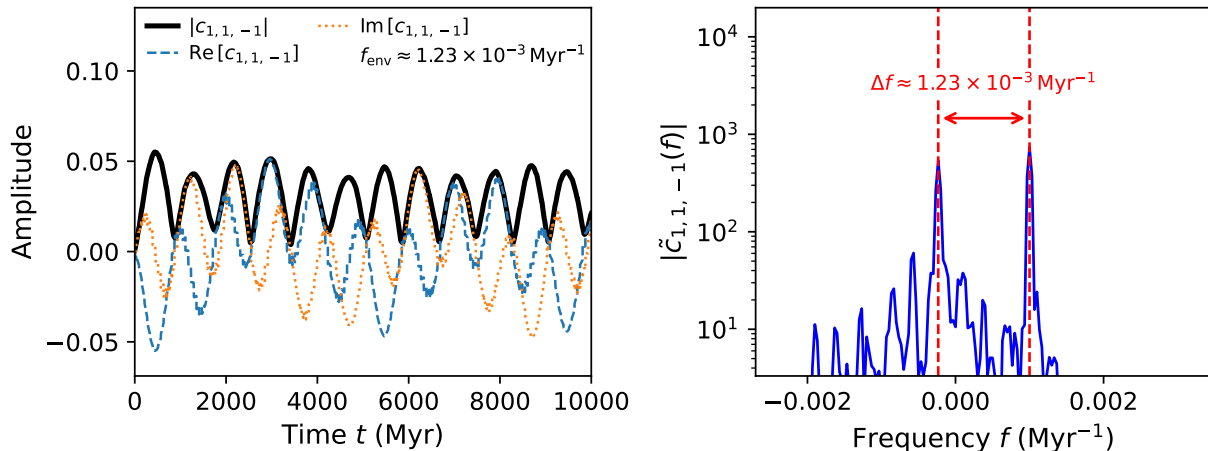 |c₁,₁,₋₁|
Re [c₁,₁,₋₁]
Im [c₁,₁,₋₁]
f_env ≈ 1.23 × 10⁻³ Myr⁻¹
0.10
0.05
0.00
−0.05
Amplitude
0
2000
4000
6000
8000
10000
Time t (Myr)
Δf ≈ 1.23 × 10⁻³ Myr⁻¹
10⁴
10³
10²
10¹
|c̃₁,₁,₋₁(f)|
−0.002
0.000
0.002
Frequency f (Myr⁻¹)